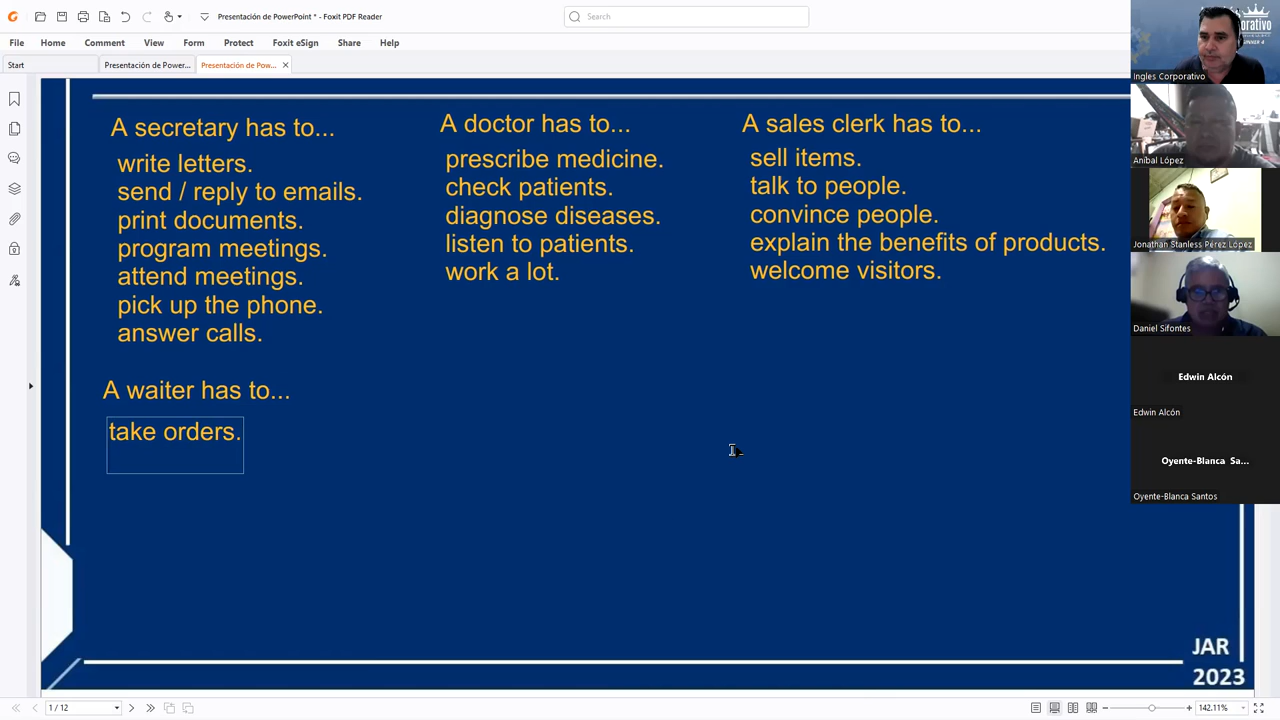 Presentación de PowerPoint * - Foxit PDF Reader
Search
File
Home
Comment
View
Form
Protect
Foxit eSign
Share
Help
Start
Presentación de Power...
Presentación de Pow...
A secretary has to...
write letters.
send / reply to emails.
print documents.
program meetings.
attend meetings.
pick up the phone.
answer calls.
A doctor has to...
prescribe medicine.
check patients.
diagnose diseases.
listen to patients.
work a lot.
A sales clerk has to...
sell items.
talk to people.
convince people.
explain the benefits of products.
welcome visitors.
A waiter has to...
take orders.
JAR
2023
Ingles Corporativo
Aníbal López
Jonathan Stanless Pérez López
Daniel Sifontes
Edwin Alcón
Edwin Alcón
Oyente-Blanca Sa...
Oyente-Blanca Santos
1 / 12
142.11%